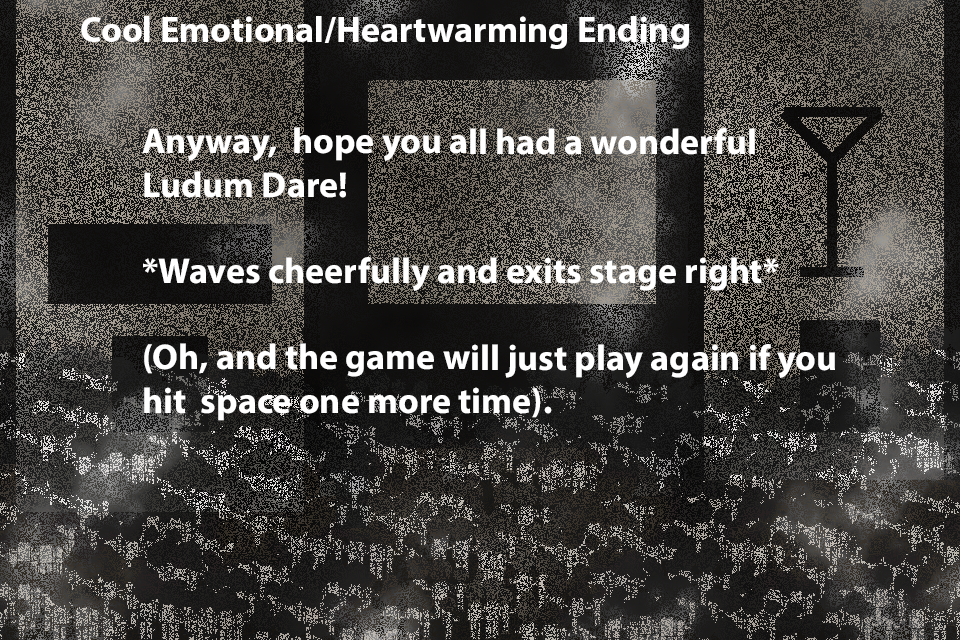 Cool Emotional/Heartwarming Ending
Anyway,  hope you all had a wonderful
Ludum Dare!
*Waves cheerfully and exits stage right*
(Oh, and the game will just play again if you
hit  space one more time).